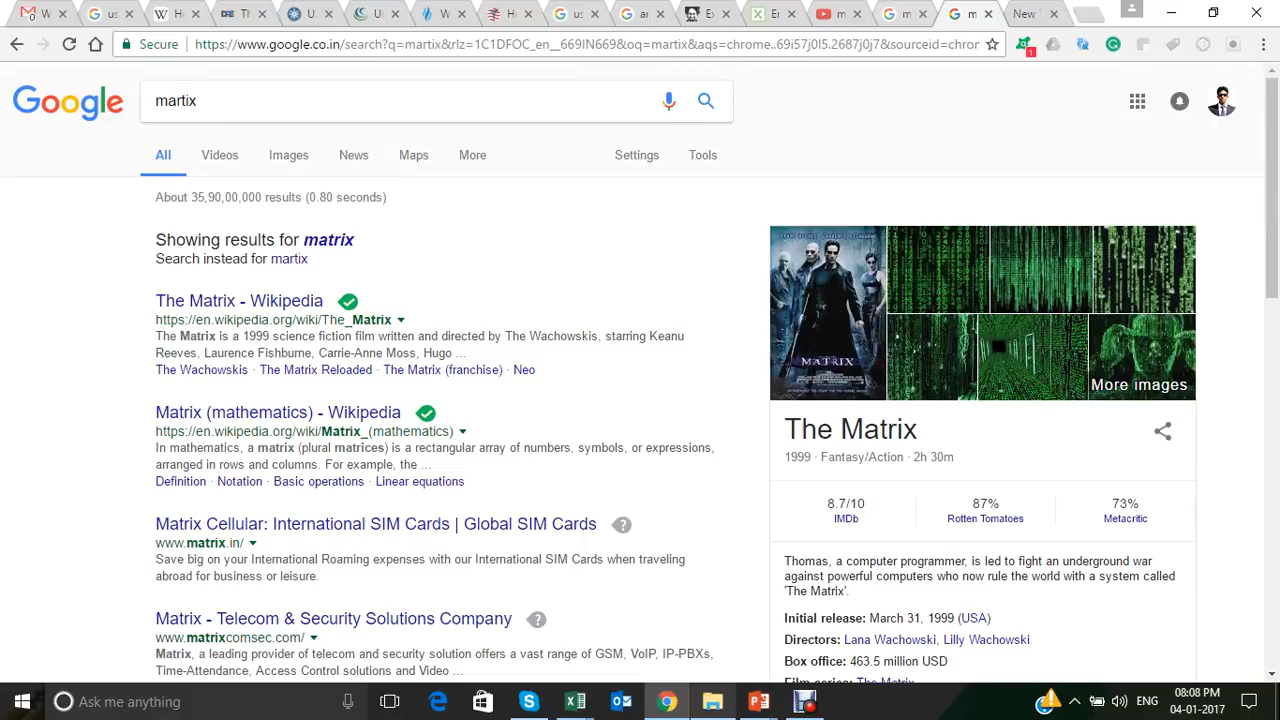 us
Wiki
DE: Th
U.
Ur
W
H
us
ar
E
Er
m
m
m
New T
Secure
https://www.google.co.in/search?q=martix&rlz=1C1DFOC_en__669IN669&oq=martix&aqs=chrome..69i57j0l5.2687j0j7&sourceid=chror
1
Google
martix
All Videos Images News Maps More Settings Tools
About 35,90,00,000 results (0.80 seconds)
Showing results for matrix
Search instead for martix
The Matrix - Wikipedia
https://en.wikipedia.org/wiki/The_Matrix
The Matrix is a 1999 science fiction film written and directed by The Wachowskis, starring Keanu
Reeves, Laurence Fishburne, Carrie-Anne Moss, Hugo ...
The Wachowskis · The Matrix Reloaded · The Matrix (franchise) · Neo
Matrix (mathematics) - Wikipedia
https://en.wikipedia.org/wiki/Matrix_(mathematics)
In mathematics, a matrix (plural matrices) is a rectangular array of numbers, symbols, or expressions,
arranged in rows and columns. For example, the ...
Definition · Notation · Basic operations · Linear equations
Matrix Cellular: International SIM Cards | Global SIM Cards
?
www.matrix.in/
Save big on your International Roaming expenses with our International SIM Cards when traveling
abroad for business or leisure.
Matrix - Telecom & Security Solutions Company
?
www.matrixcomsec.com/
Matrix, a leading provider of telecom and security solution offers a vast range of GSM, VoIP, IP-PBXs,
Time-Attendance, Access Control solutions and Video ...
MATRIX
More images
The Matrix
1999 · Fantasy/Action · 2h 30m
8.7/10 87% 73%
IMDb Rotten Tomatoes Metacritic
Thomas, a computer programmer, is led to fight an underground war
against powerful computers who now rule the world with a system called
'The Matrix'.
Initial release: March 31, 1999 (USA)
Directors: Lana Wachowski, Lilly Wachowski
Box office: 463.5 million USD
Film series: The Matrix
Ask me anything
ENG
08:08 PM
04-01-2017